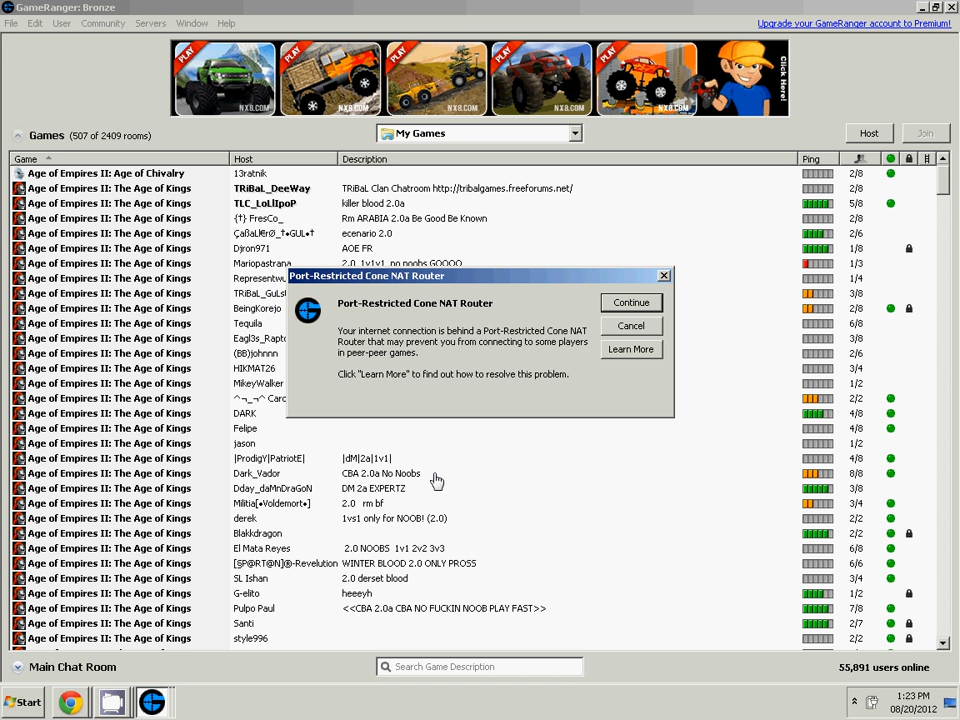 GameRanger: Bronze
File Edit User Community Servers Window Help
Upgrade your GameRanger account to Premium!
PLAY PLAY PLAY PLAY PLAY
NX8.COM NX8.COM NX8.COM NX8.COM NX8.COM
Click Here!
Games (507 of 2409 rooms) My Games Host Join
Game Host Description Ping
Age of Empires II: Age of Chivalry 13ratnik 2/8
Age of Empires II: The Age of Kings TRiBaL_DeeWay TRiBaL Clan Chatroom http://tribalgames.freeforums.net/ 2/8
Age of Empires II: The Age of Kings TLC_LoLlIpoP killer blood 2.0a 5/8
Age of Empires II: The Age of Kings {†} FresCo_ Rm ARABIA 2.0a Be Good Be Known 2/8
Age of Empires II: The Age of Kings ecenario 2.0 2/6
Age of Empires II: The Age of Kings Djron971 AOE FR 1/8
Age of Empires II: The Age of Kings Mariopastrana 2.0 1v1v1 no noobs GOOOO 1/3
Age of Empires II: The Age of Kings 1/4
Age of Empires II: The Age of Kings 3/8
Age of Empires II: The Age of Kings BeingKorejo 2/8
Age of Empires II: The Age of Kings Tequila 6/8
Age of Empires II: The Age of Kings 3/8
Age of Empires II: The Age of Kings (BB)johnnn 2/6
Age of Empires II: The Age of Kings HIKMAT26 3/4
Age of Empires II: The Age of Kings MikeyWalker 1/2
Age of Empires II: The Age of Kings 2/2
Age of Empires II: The Age of Kings DARK 4/8
Port-Restricted Cone NAT Router
Port-Restricted Cone NAT Router
Your internet connection is behind a Port-Restricted Cone NAT
Router that may prevent you from connecting to some players
in peer-peer games.
Click "Learn More" to find out how to resolve this problem.
Continue
Cancel
Learn More
Age of Empires II: The Age of Kings Felipe 4/8
Age of Empires II: The Age of Kings jason 1/2
Age of Empires II: The Age of Kings |ProdigY|PatriotE| |dM|2a|1v1| 2/8
Age of Empires II: The Age of Kings Dark_Vador CBA 2.0a No Noobs 8/8
Age of Empires II: The Age of Kings Dday_daMnDraGoN DM 2a EXPERTZ 3/8
Age of Empires II: The Age of Kings Militia[•Voldemort•] 2.0 rm bf 3/4
Age of Empires II: The Age of Kings derek 1vs1 only for NOOB! (2.0) 2/2
Age of Empires II: The Age of Kings Blakkdragon 2/2
Age of Empires II: The Age of Kings El Mata Reyes 2.0 NOOBS 1v1 2v2 3v3 6/8
Age of Empires II: The Age of Kings [§P@RT@N]®-Revelution WINTER BLOOD 2.0 ONLY PROSS 6/6
Age of Empires II: The Age of Kings SL Ishan 2.0 derset blood 3/4
Age of Empires II: The Age of Kings G-elito heeeyh 1/2
Age of Empires II: The Age of Kings Pulpo Paul <<CBA 2.0a CBA NO FUCKIN NOOB PLAY FAST>> 7/8
Age of Empires II: The Age of Kings Santi 2/7
Age of Empires II: The Age of Kings style996 2/2
Main Chat Room Search Game Description 55,891 users online
Start
1:23 PM
08/20/2012